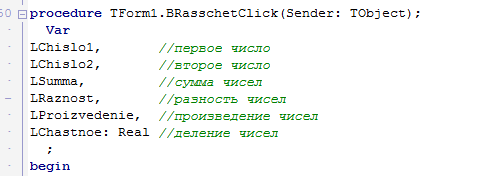 50 procedure TForm1.BRasschetClick(Sender: TObject);
Var
LChislo1, //первое число
LChislo2, //второе число
LSumma, //сумма чисел
LRaznost, //разность чисел
LProizvedenie, //произведение чисел
LChastnoe: Real //деление чисел
;
begin